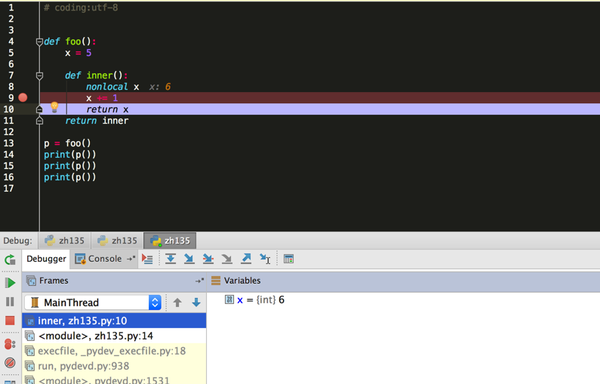 1 # coding:utf-8
2
3
4 def foo():
5 x = 5
6
7 def inner():
8 nonlocal x x: 6
9 x += 1
10 return x
11 return inner
12
13 p = foo()
14 print(p())
15 print(p())
16 print(p())
17
Debug: zh135 zh135 zh135
Debugger Console →*
Frames →* Variables
MainThread x = {int} 6
inner, zh135.py:10
<module>, zh135.py:14
execfile, _pydev_execfile.py:18
run, pydevd.py:938
<module>, pydevd.py:1531